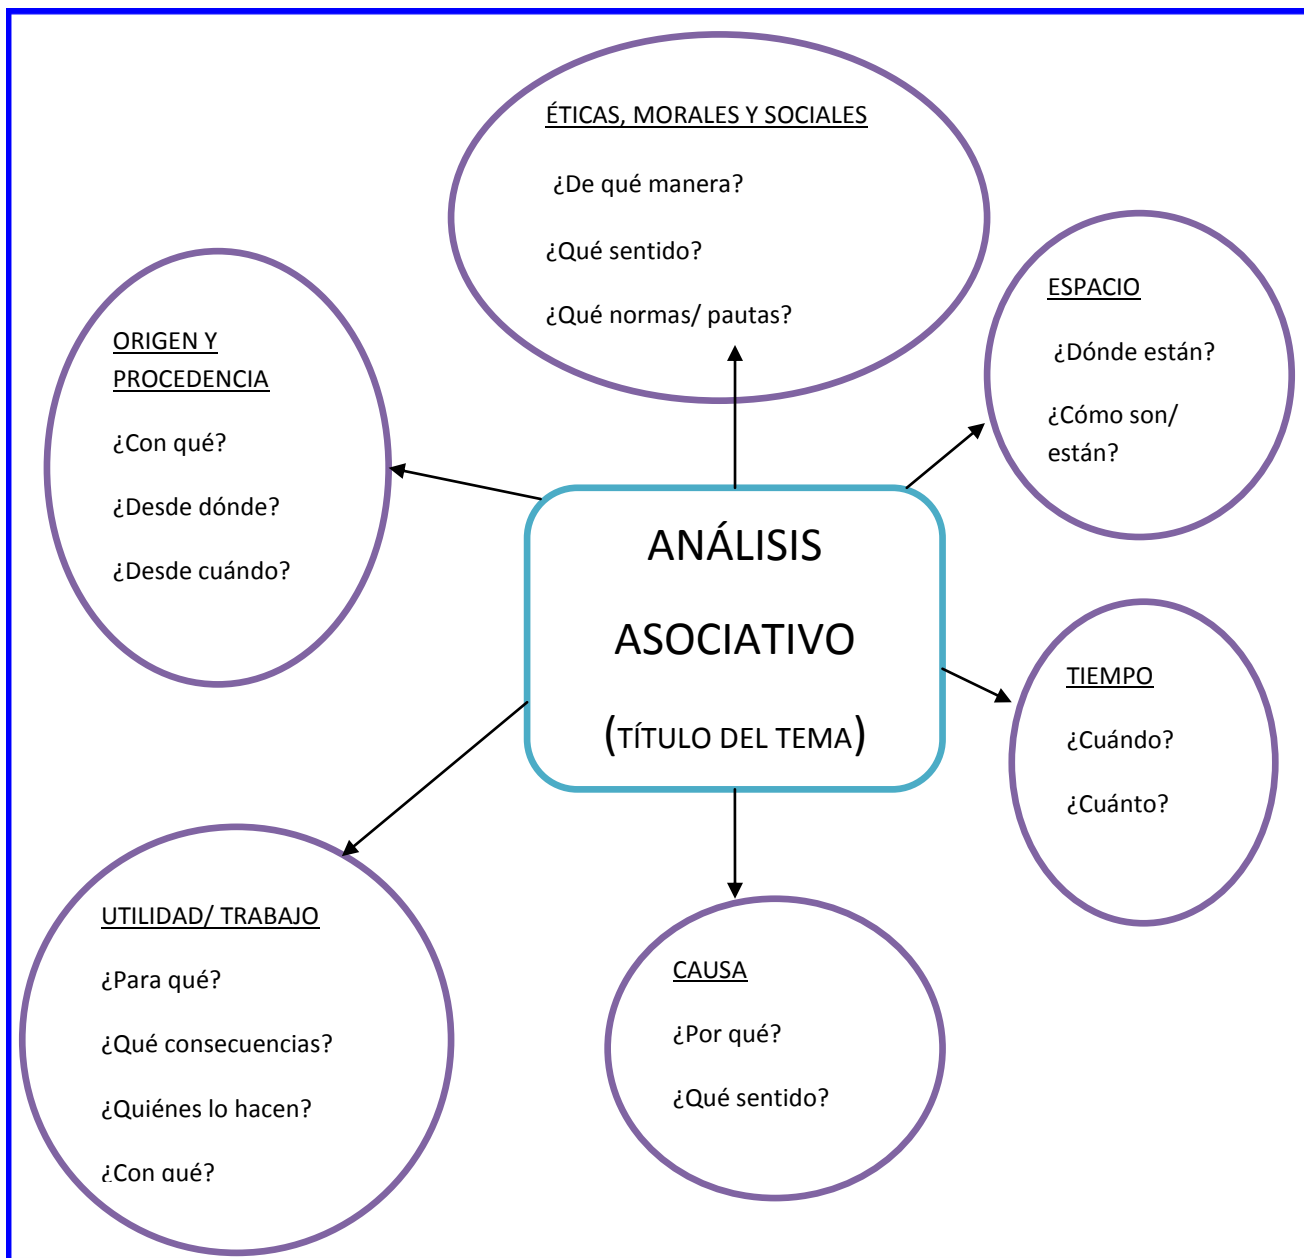 ÉTICAS, MORALES Y SOCIALES
¿De qué manera?
¿Qué sentido?
¿Qué normas/ pautas?
ESPACIO
¿Dónde están?
¿Cómo son/
están?
ORIGEN Y
PROCEDENCIA
¿Con qué?
¿Desde dónde?
¿Desde cuándo?
ANÁLISIS
ASOCIATIVO
(TÍTULO DEL TEMA)
TIEMPO
¿Cuándo?
¿Cuánto?
UTILIDAD/ TRABAJO
¿Para qué?
¿Qué consecuencias?
¿Quiénes lo hacen?
¿Con qué?
CAUSA
¿Por qué?
¿Qué sentido?